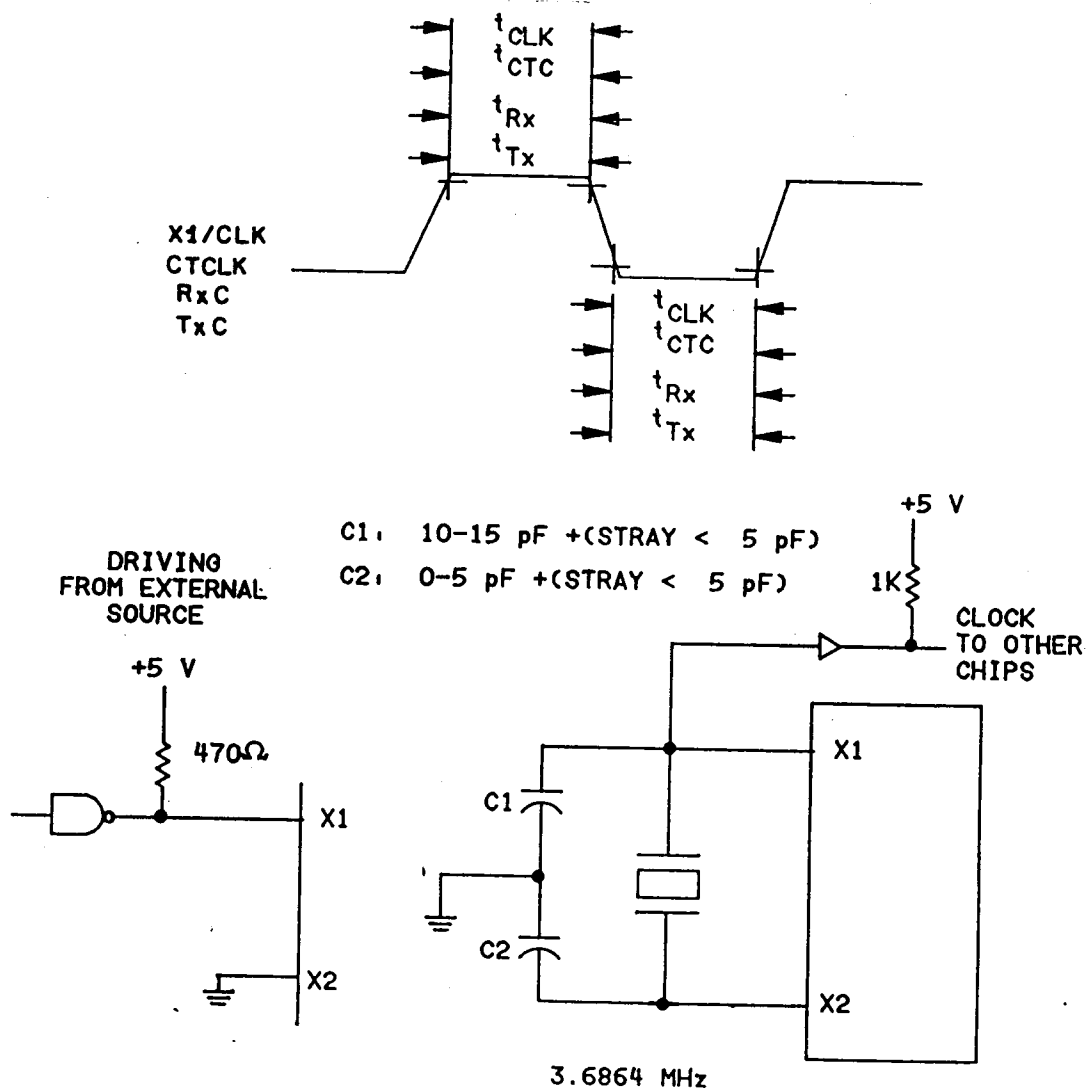 tCLK
tCTC
tRx
tTx
X1/CLK
CTCLK
RxC
TxC
tCLK
tCTC
tRx
tTx
C1: 10-15 pF +(STRAY < 5 pF)
C2: 0-5 pF +(STRAY < 5 pF)
DRIVING
FROM EXTERNAL
SOURCE
+5 V
470Ω
X1
X2
+5 V
1K
CLOCK
TO OTHER
CHIPS
X1
C1
C2
X2
3.6864 MHz